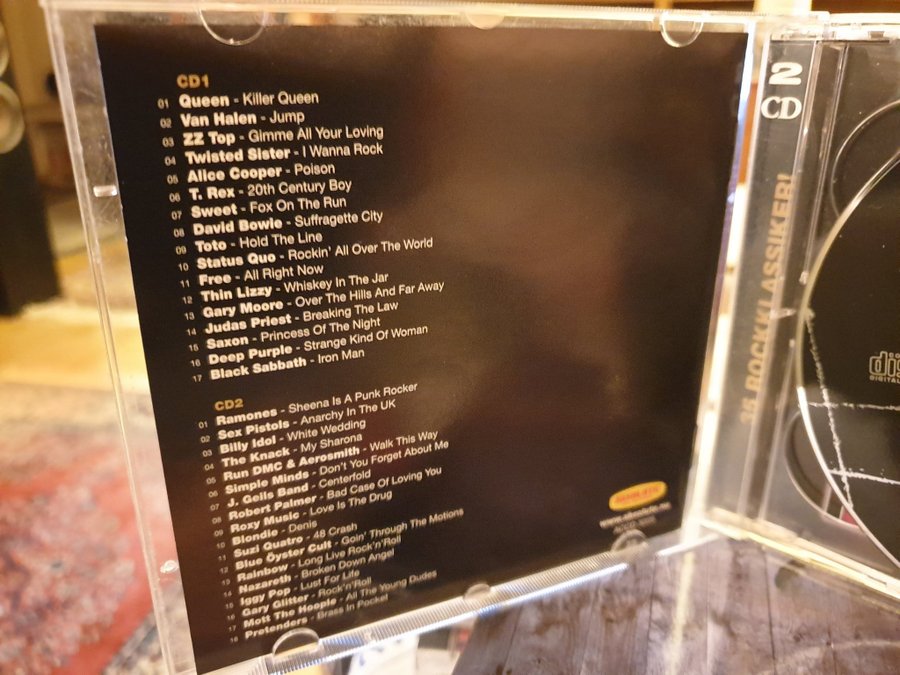 CD1
01 Queen - Killer Queen
02 Van Halen - Jump
03 ZZ Top - Gimme All Your Loving
04 Twisted Sister - I Wanna Rock
05 Alice Cooper - Poison
06 T. Rex - 20th Century Boy
07 Sweet - Fox On The Run
08 David Bowie - Suffragette City
09 Toto - Hold The Line
10 Status Quo - Rockin' All Over The World
11 Free - All Right Now
12 Thin Lizzy - Whiskey In The Jar
13 Gary Moore - Over The Hills And Far Away
14 Judas Priest - Breaking The Law
15 Saxon - Princess Of The Night
16 Deep Purple - Strange Kind Of Woman
17 Black Sabbath - Iron Man
CD2
01 Ramones - Sheena Is A Punk Rocker
02 Sex Pistols - Anarchy In The UK
03 Billy Idol - White Wedding
04 The Knack - My Sharona
05 Run DMC & Aerosmith - Walk This Way
06 Simple Minds - Don't You Forget About Me
07 J. Geils Band - Centerfold
08 Robert Palmer - Bad Case Of Loving You
09 Roxy Music - Love Is The Drug
10 Blondie - Denis
11 Suzi Quatro - 48 Crash
12 Blue Öyster Cult - Goin' Through The Motions
13 Rainbow - Long Live Rock'n'Roll
14 Nazareth - Broken Down Angel
15 Iggy Pop - Lust For Life
16 Gary Glitter - Rock'n'Roll
17 Mott The Hoople - All The Young Dudes
18 Pretenders - Brass In Pocket
2
CD
ROCKKLASSIKER!
DIGITAL